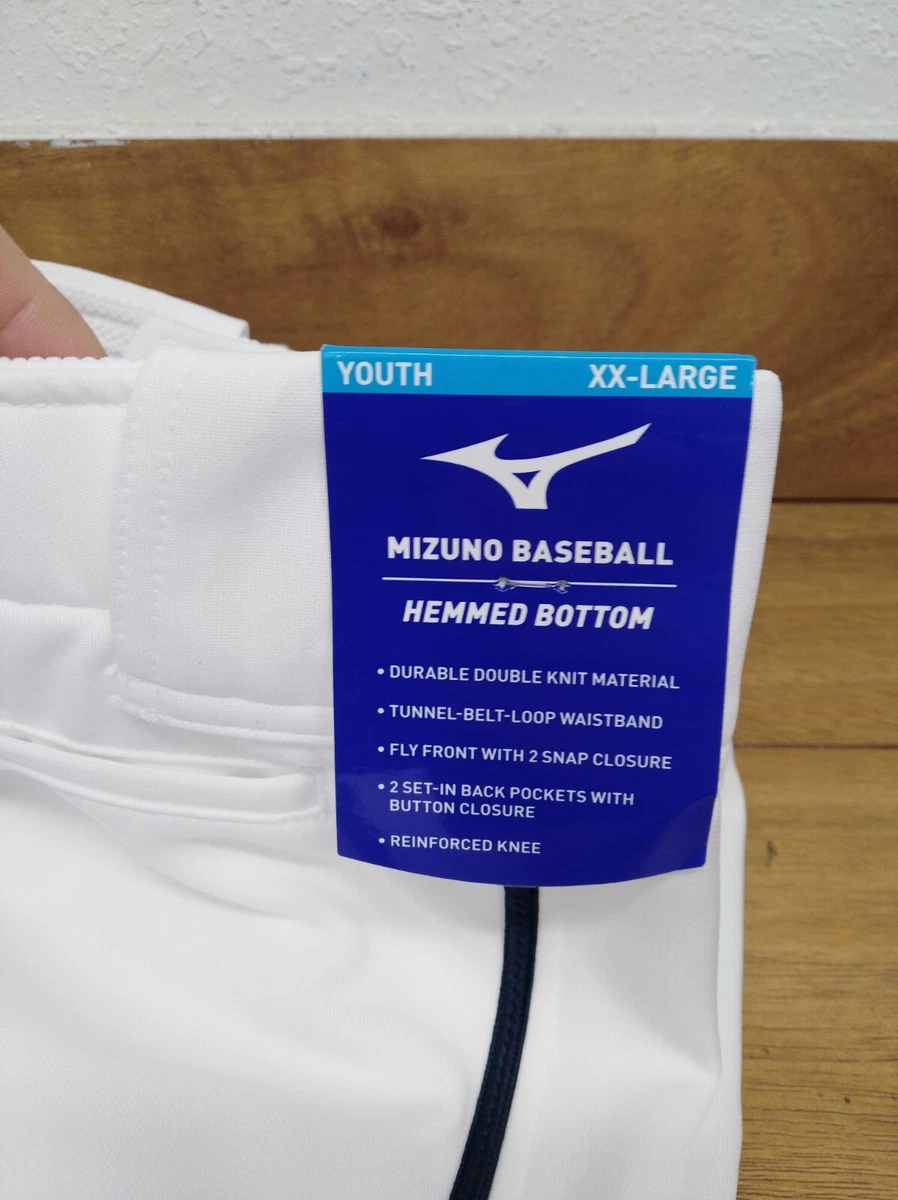 YOUTH XX-LARGE
MIZUNO BASEBALL
HEMMED BOTTOM
• DURABLE DOUBLE KNIT MATERIAL
• TUNNEL-BELT-LOOP WAISTBAND
• FLY FRONT WITH 2 SNAP CLOSURE
• 2 SET-IN BACK POCKETS WITH
BUTTON CLOSURE
• REINFORCED KNEE